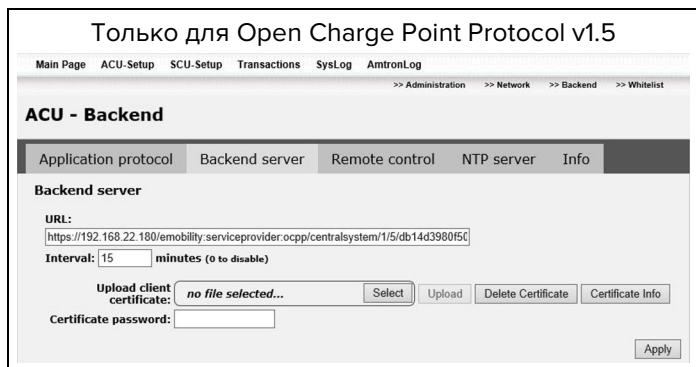 Только для Open Charge Point Protocol v1.5
Main Page ACU-Setup SCU-Setup Transactions SysLog AmtronLog
>> Administration >> Network >> Backend >> Whitelist
ACU - Backend
Application protocol Backend server Remote control NTP server Info
Backend server
URL:
https://192.168.22.180/emobility:serviceprovider:ocpp/centralsystem/1/5/db14d3980f50
Interval: 15 minutes (0 to disable)
Upload client
certificate: no file selected... Select Upload Delete Certificate Certificate Info
Certificate password:
Apply